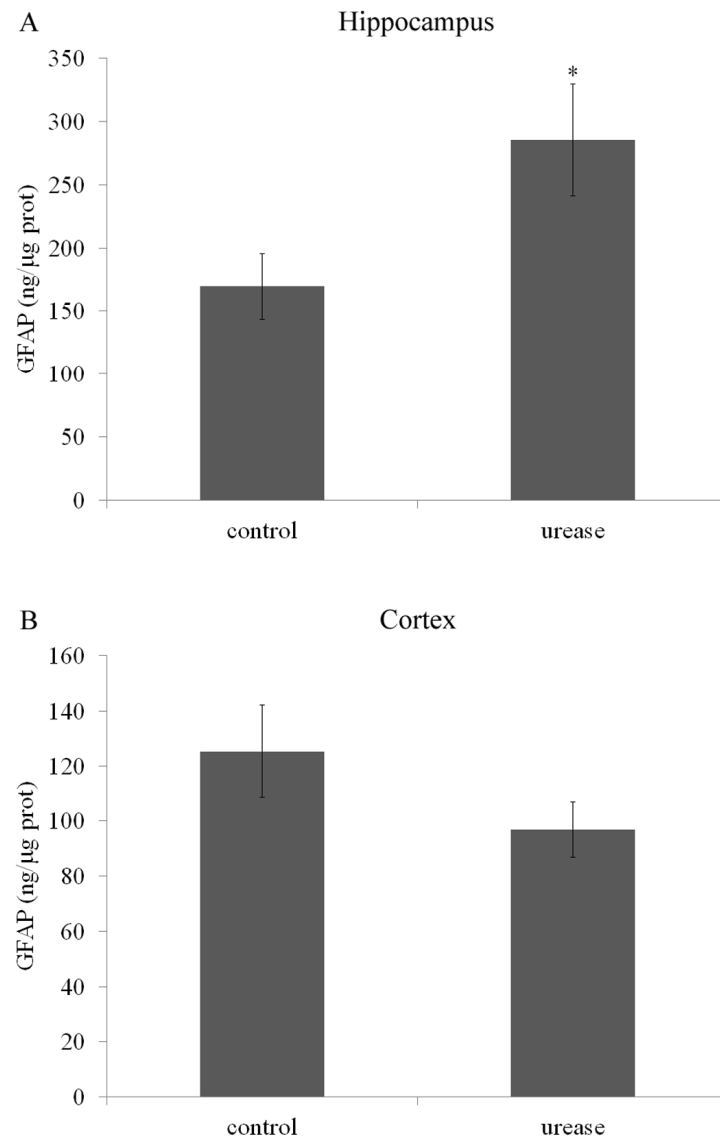 A
Hippocampus
GFAP (ng/µg prot)
350
300
250
200
150
100
50
0
*
control
urease
B
Cortex
GFAP (ng/µg prot)
160
140
120
100
80
60
40
20
0
control
urease